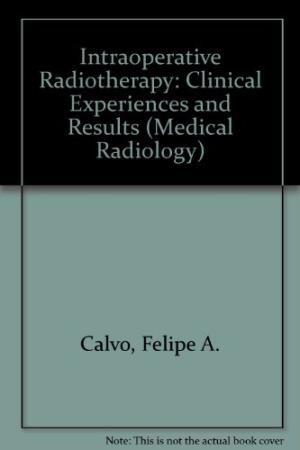 Intraoperative
Radiotherapy: Clinical
Experiences and
Results (Medical
Radiology)
Calvo, Felipe A.
Note: This is not the actual book cover